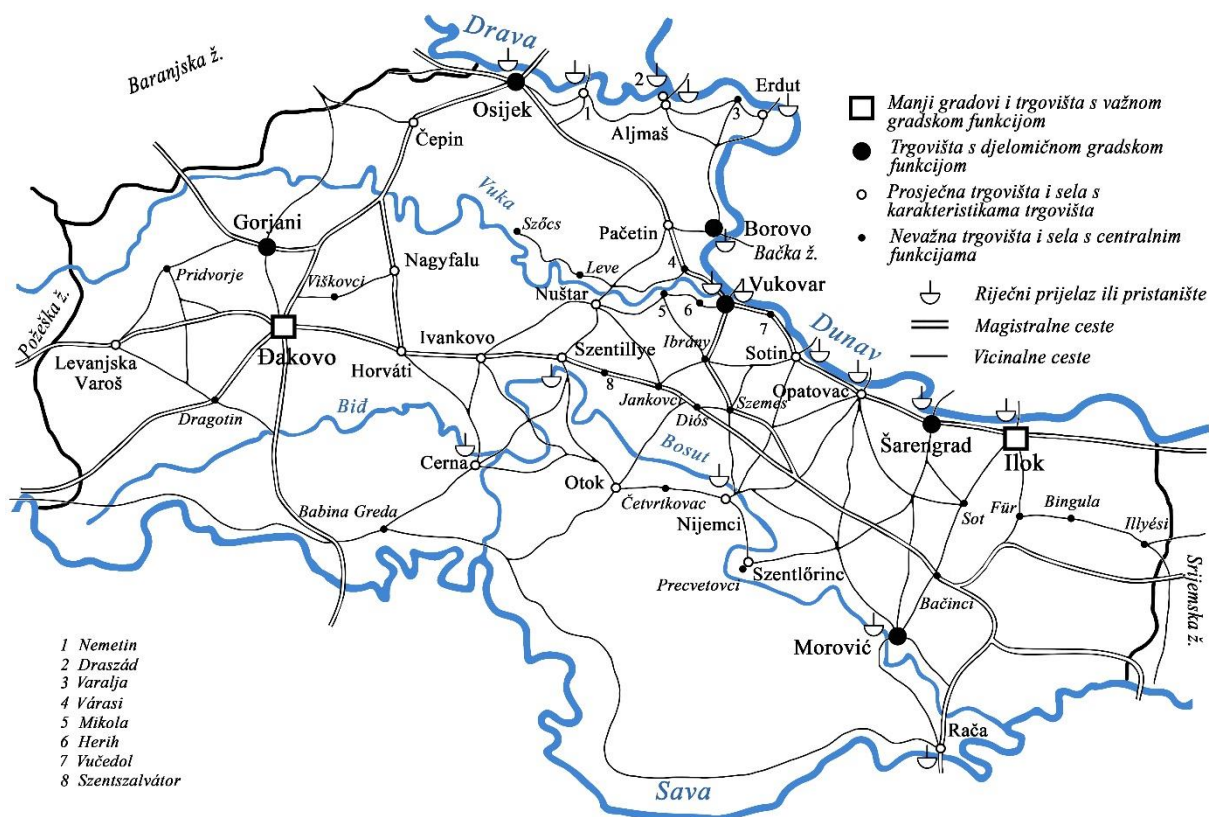 Drava
Baranjska ž.
Osijek
1
2
Aljmaš
3
Erdut
Čepin
Vuka
Gorjani
Szőcs
Pačetin
Borovo
Bačka ž.
Pridvorje
Viškovci
Nagyfalu
Leve
4
Nuštar
Vukovar
5
6
7
Požeška ž.
Levanjska
Varoš
Đakovo
Horváti
Ivankovo
Szentillye
8
Ibrány
Sotin
Dunav
Opatovac
Jankovci
Diós
Szemes
Dragotin
Biđ
Bosut
Šarengrad
Ilok
Cerna
Otok
Četvrtkovac
Nijemci
Babina Greda
Sot
Für
Bingula
Illyési
Precvetovci
Szentlőrinc
Bačinci
Srijemska ž.
Morović
Rača
Sava
Manji gradovi i trgovišta s važnom
gradskom funkcijom
Trgovišta s djelomičnom gradskom
funkcijom
Prosječna trgovišta i sela s
karakteristikama trgovišta
Nevažna trgovišta i sela s centralnim
funkcijama
Riječni prijelaz ili pristanište
Magistralne ceste
Vicinalne ceste
1 Nemetin
2 Draszád
3 Varalja
4 Várasi
5 Mikola
6 Herih
7 Vučedol
8 Szentszalvátor